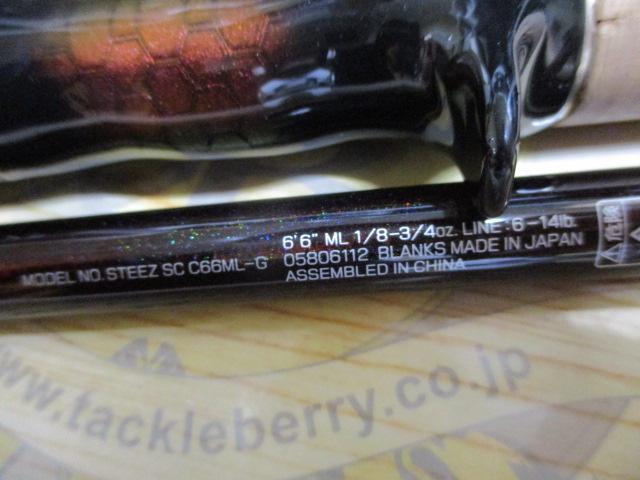 6'6" ML 1/8-3/4oz. LINE:6-14lb.
MODEL NO. STEEZ SC C66ML-G 05806112 BLANKS MADE IN JAPAN
ASSEMBLED IN CHINA
www.tackleberry.co.jp